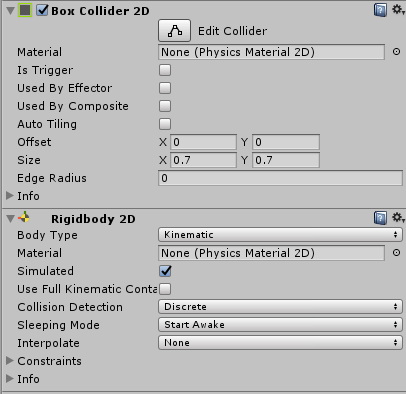 Box Collider 2D
Edit Collider
Material None (Physics Material 2D)
Is Trigger
Used By Effector
Used By Composite
Auto Tiling
Offset X 0 Y 0
Size X 0.7 Y 0.7
Edge Radius 0
Info
Rigidbody 2D
Body Type Kinematic
Material None (Physics Material 2D)
Simulated
Use Full Kinematic Conta
Collision Detection Discrete
Sleeping Mode Start Awake
Interpolate None
Constraints
Info